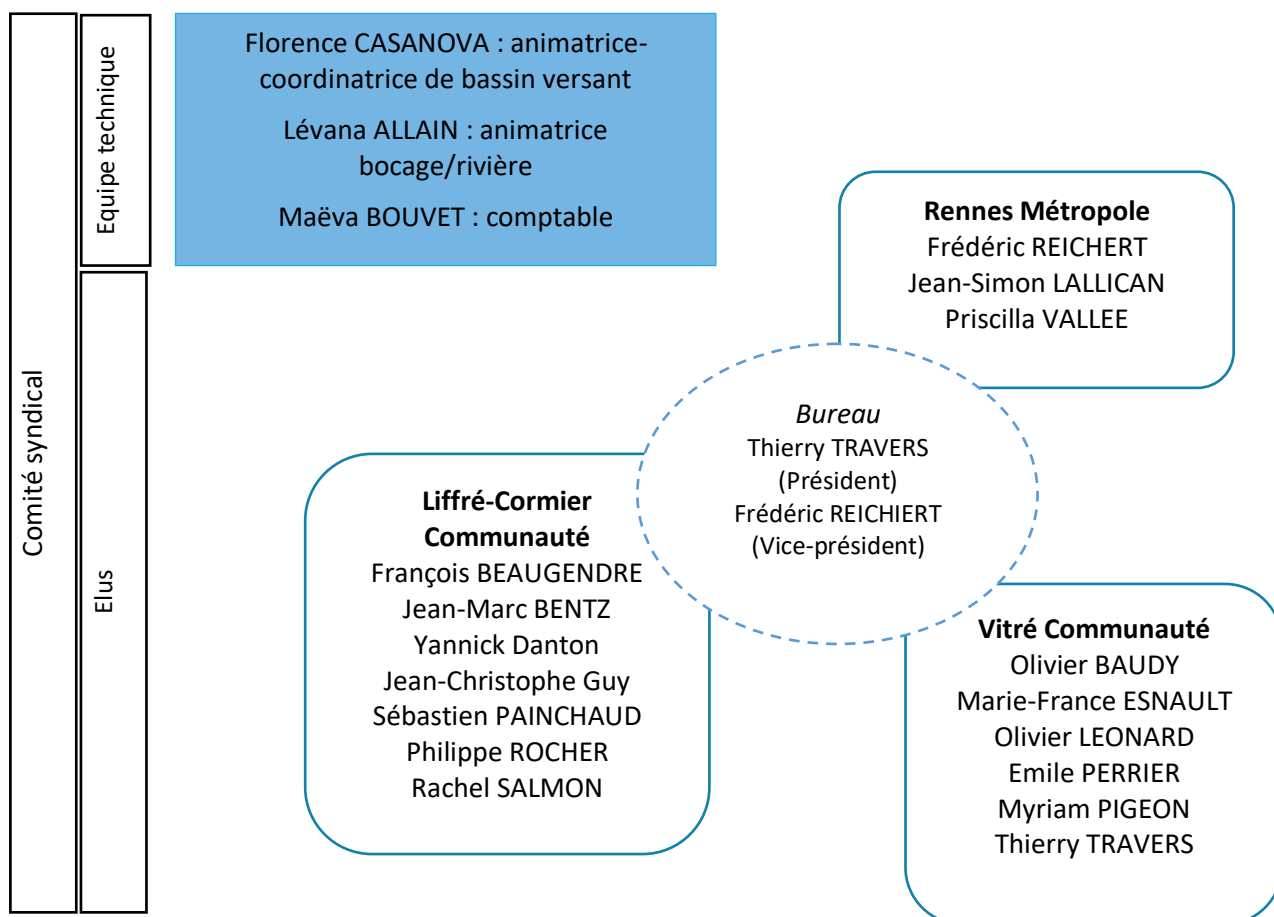 Comité syndical
Equipe technique
Florence CASANOVA : animatrice-
coordinatrice de bassin versant
Lévana ALLAIN : animatrice
bocage/rivière
Maëva BOUVET : comptable
Elus
Rennes Métropole
Frédéric REICHERT
Jean-Simon LALLICAN
Priscilla VALLEE
Bureau
Thierry TRAVERS
(Président)
Frédéric REICHIERT
(Vice-président)
Liffré-Cormier
Communauté
François BEAUGENDRE
Jean-Marc BENTZ
Yannick Danton
Jean-Christophe Guy
Sébastien PAINCHAUD
Philippe ROCHER
Rachel SALMON
Vitré Communauté
Olivier BAUDY
Marie-France ESNAULT
Olivier LEONARD
Emile PERRIER
Myriam PIGEON
Thierry TRAVERS